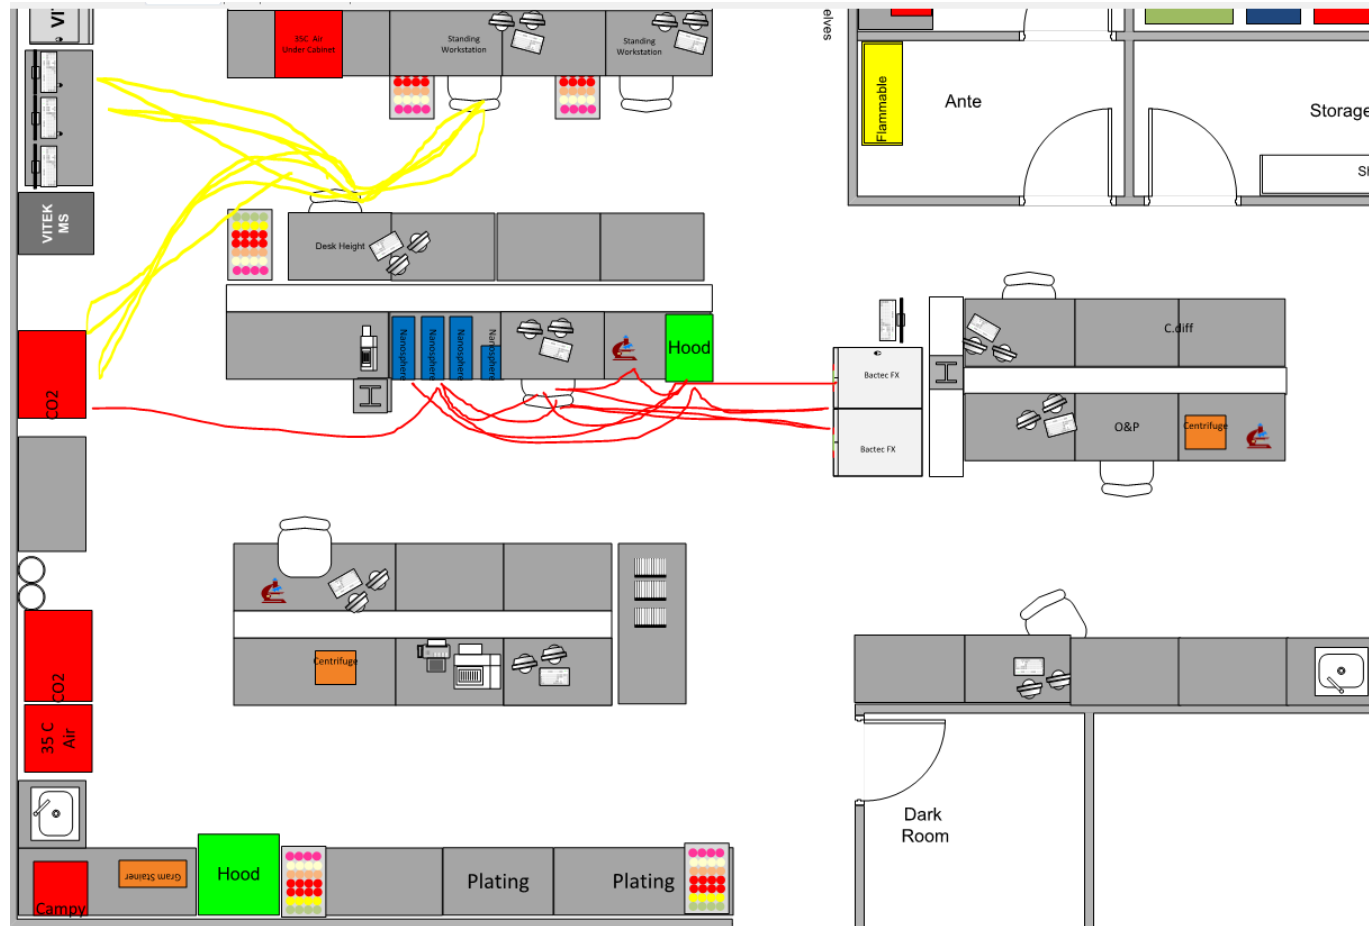 VI
35C Air
Under Cabinet
Standing
Workstation
Standing
Workstation
elves
Flammable
Ante
Storage
VITEK
MS
Desk Height
CO2
Nanosphere
Nanosphere
Nanosphere
Nanosphere
Hood
Bactec FX
Bactec FX
C.diff
O&P
Centrifuge
Centrifuge
CO2
35 C
Air
Dark
Room
Campy
Gram Stainer
Hood
Plating
Plating